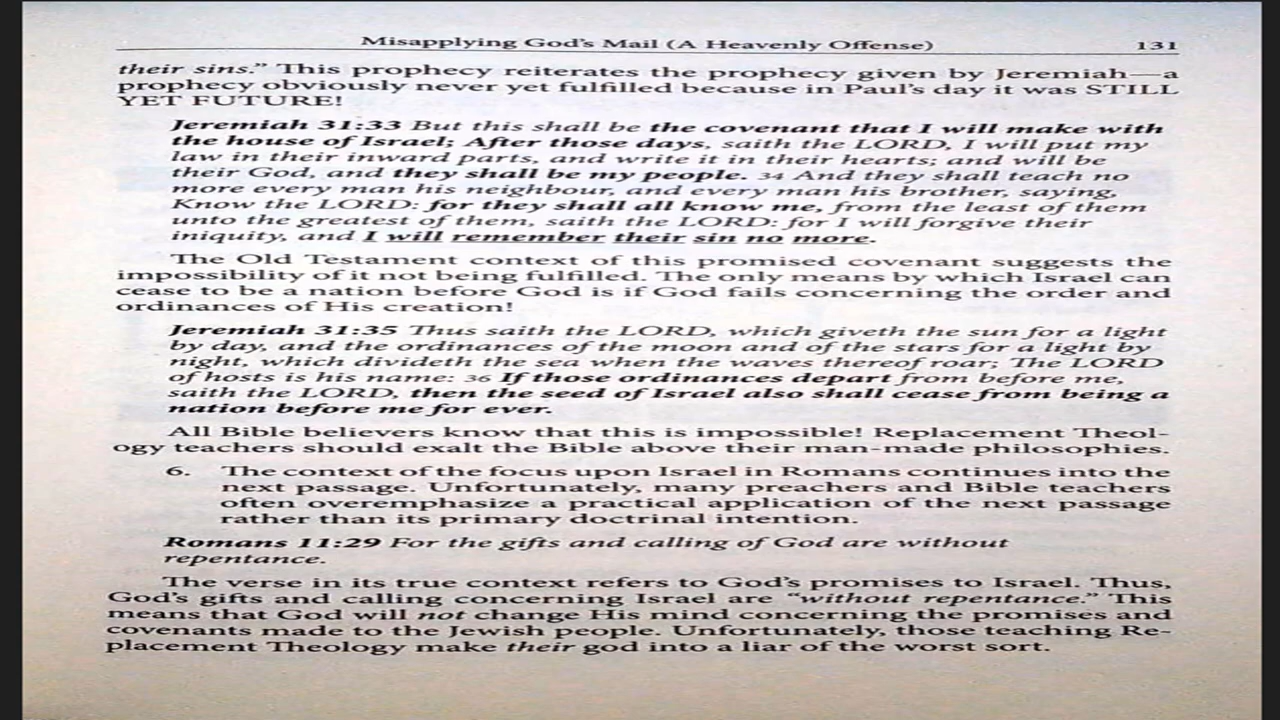 Misapplying God's Mail (A Heavenly Offense) 131
their sins." This prophecy reiterates the prophecy given by Jeremiah—a
prophecy obviously never yet fulfilled because in Paul's day it was STILL
YET FUTURE!
Jeremiah 31:33 But this shall be the covenant that I will make with
the house of Israel; After those days, saith the LORD, I will put my
law in their inward parts, and write it in their hearts; and will be
their God, and they shall be my people. 34 And they shall teach no
more every man his neighbour, and every man his brother, saying,
Know the LORD: for they shall all know me, from the least of them
unto the greatest of them, saith the LORD: for I will forgive their
iniquity, and I will remember their sin no more.
The Old Testament context of this promised covenant suggests the
impossibility of it not being fulfilled. The only means by which Israel can
cease to be a nation before God is if God fails concerning the order and
ordinances of His creation!
Jeremiah 31:35 Thus saith the LORD, which giveth the sun for a light
by day, and the ordinances of the moon and of the stars for a light by
night, which divideth the sea when the waves thereof roar; The LORD
of hosts is his name: 36 If those ordinances depart from before me,
saith the LORD, then the seed of Israel also shall cease from being a
nation before me for ever.
All Bible believers know that this is impossible! Replacement Theol-
ogy teachers should exalt the Bible above their man-made philosophies.
6. The context of the focus upon Israel in Romans continues into the
next passage. Unfortunately, many preachers and Bible teachers
often overemphasize a practical application of the next passage
rather than its primary doctrinal intention.
Romans 11:29 For the gifts and calling of God are without
repentance.
The verse in its true context refers to God's promises to Israel. Thus,
God's gifts and calling concerning Israel are "without repentance." This
means that God will not change His mind concerning the promises and
covenants made to the Jewish people. Unfortunately, those teaching Re-
placement Theology make their god into a liar of the worst sort.